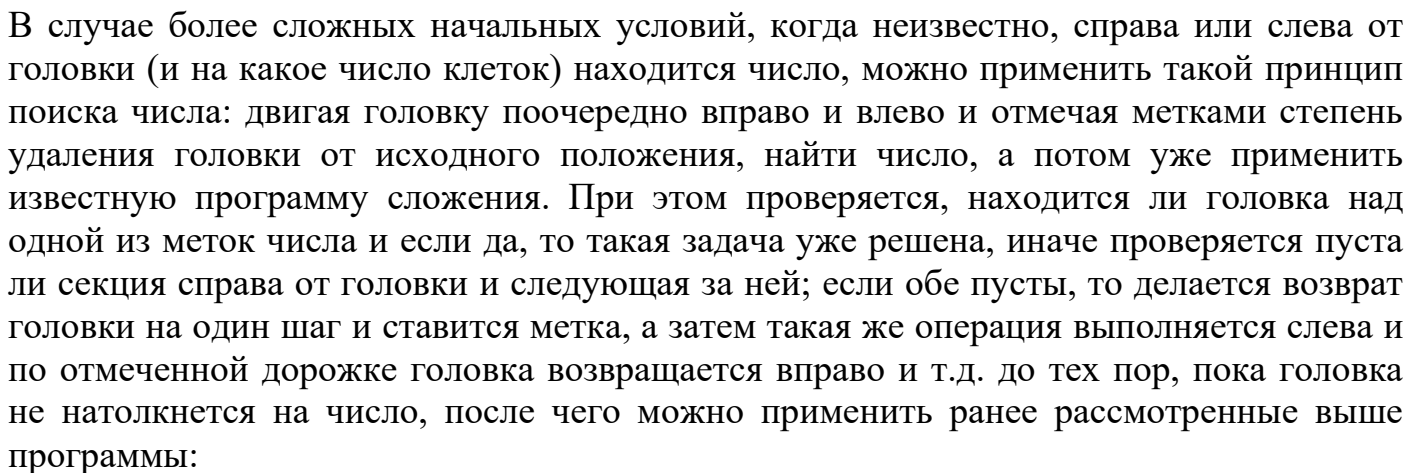 В случае более сложных начальных условий, когда неизвестно, справа или слева от
головки (и на какое число клеток) находится число, можно применить такой принцип
поиска числа: двигая головку поочередно вправо и влево и отмечая метками степень
удаления головки от исходного положения, найти число, а потом уже применить
известную программу сложения. При этом проверяется, находится ли головка над
одной из меток числа и если да, то такая задача уже решена, иначе проверяется пуста
ли секция справа от головки и следующая за ней; если обе пусты, то делается возврат
головки на один шаг и ставится метка, а затем такая же операция выполняется слева и
по отмеченной дорожке головка возвращается вправо и т.д. до тех пор, пока головка
не натолкнется на число, после чего можно применить ранее рассмотренные выше
программы: